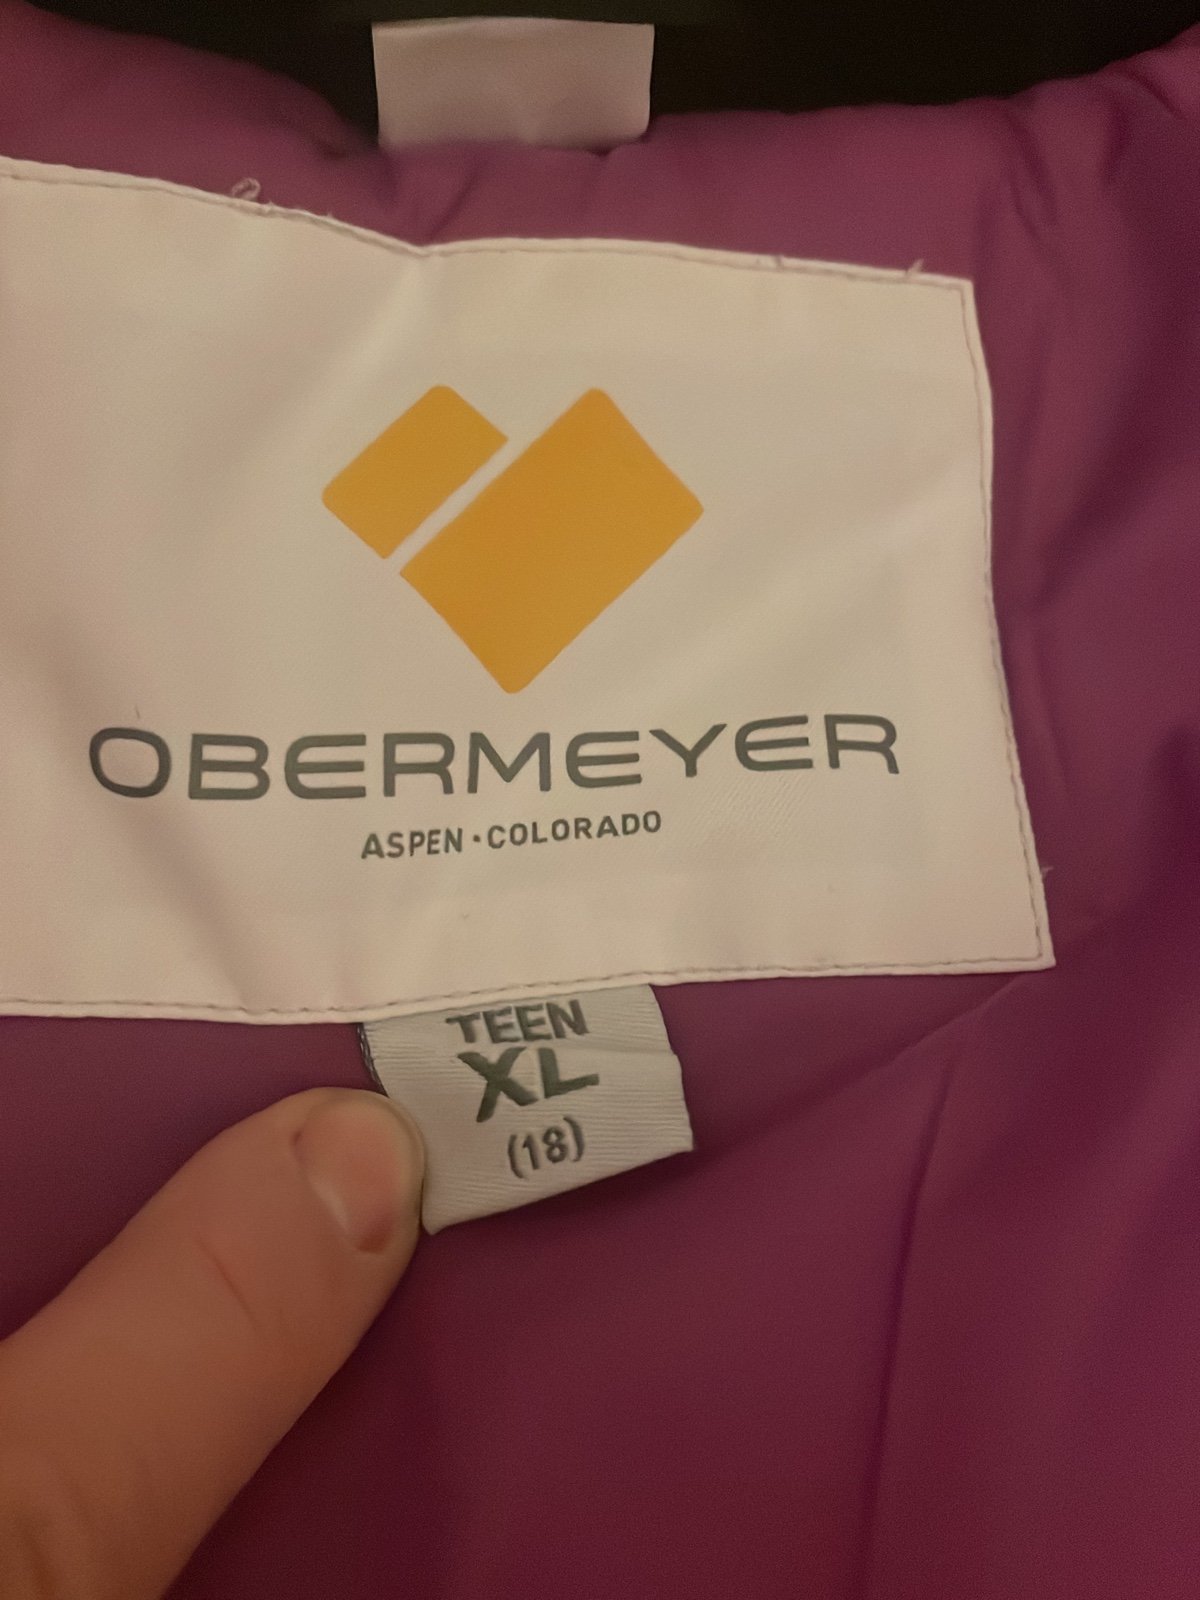 OBERMEYER
ASPEN · COLORADO
TEEN
XL
(18)